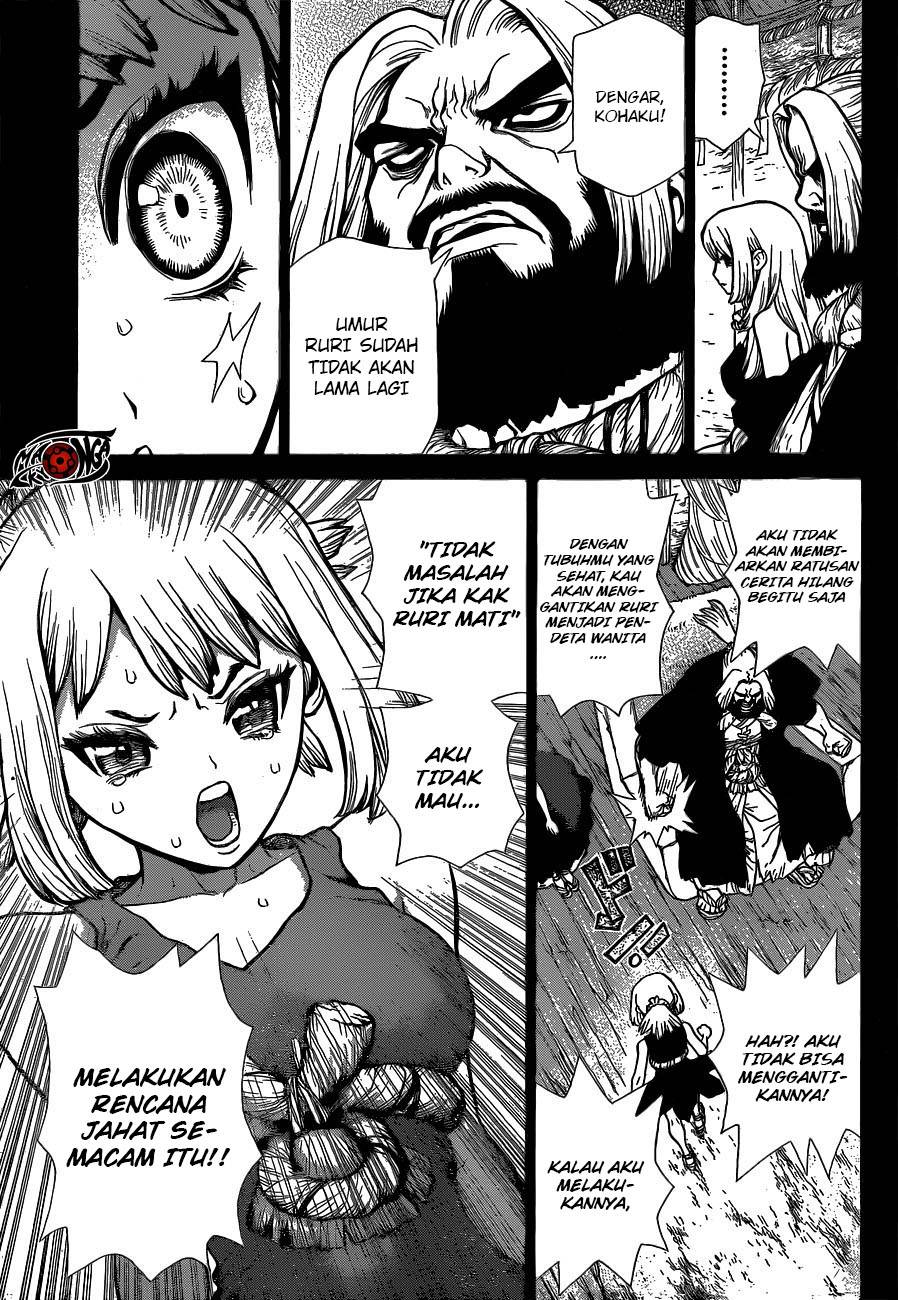 ........
DENGAR,
KOHAKU!
UMUR
RURI SUDAH
TIDAK AKAN
LAMA LAGI
AKU TIDAK
AKAN MEMBI-
ARKAN RATUSAN
CERITA HILANG
BEGITU SAJA
DENGAN
TUBUHMU YANG
SEHAT, KAU
AKAN MENG-
GANTIKAN RURI
MENJADI PEN-
DETA WANITA
....
HAH?! AKU
TIDAK BISA
MENGGANTI-
KANNYA!
KALAU AKU
MELAKU-
KANNYA,
"TIDAK
MASALAH
JIKA KAK
RURI MATI"
AKU
TIDAK
MAU...
MELAKUKAN
RENCANA
JAHAT SE-
MACAM ITU!!